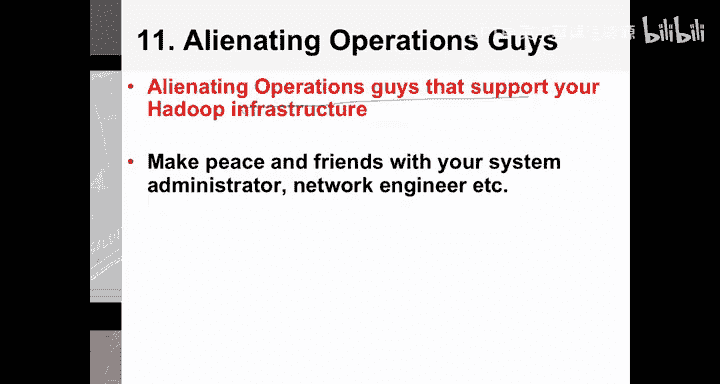 11. Alienating Operations Guys
bilibili
• Alienating Operations guys that support your
Hadoop infrastructure
• Make peace and friends with your system
administrator, network engineer etc.